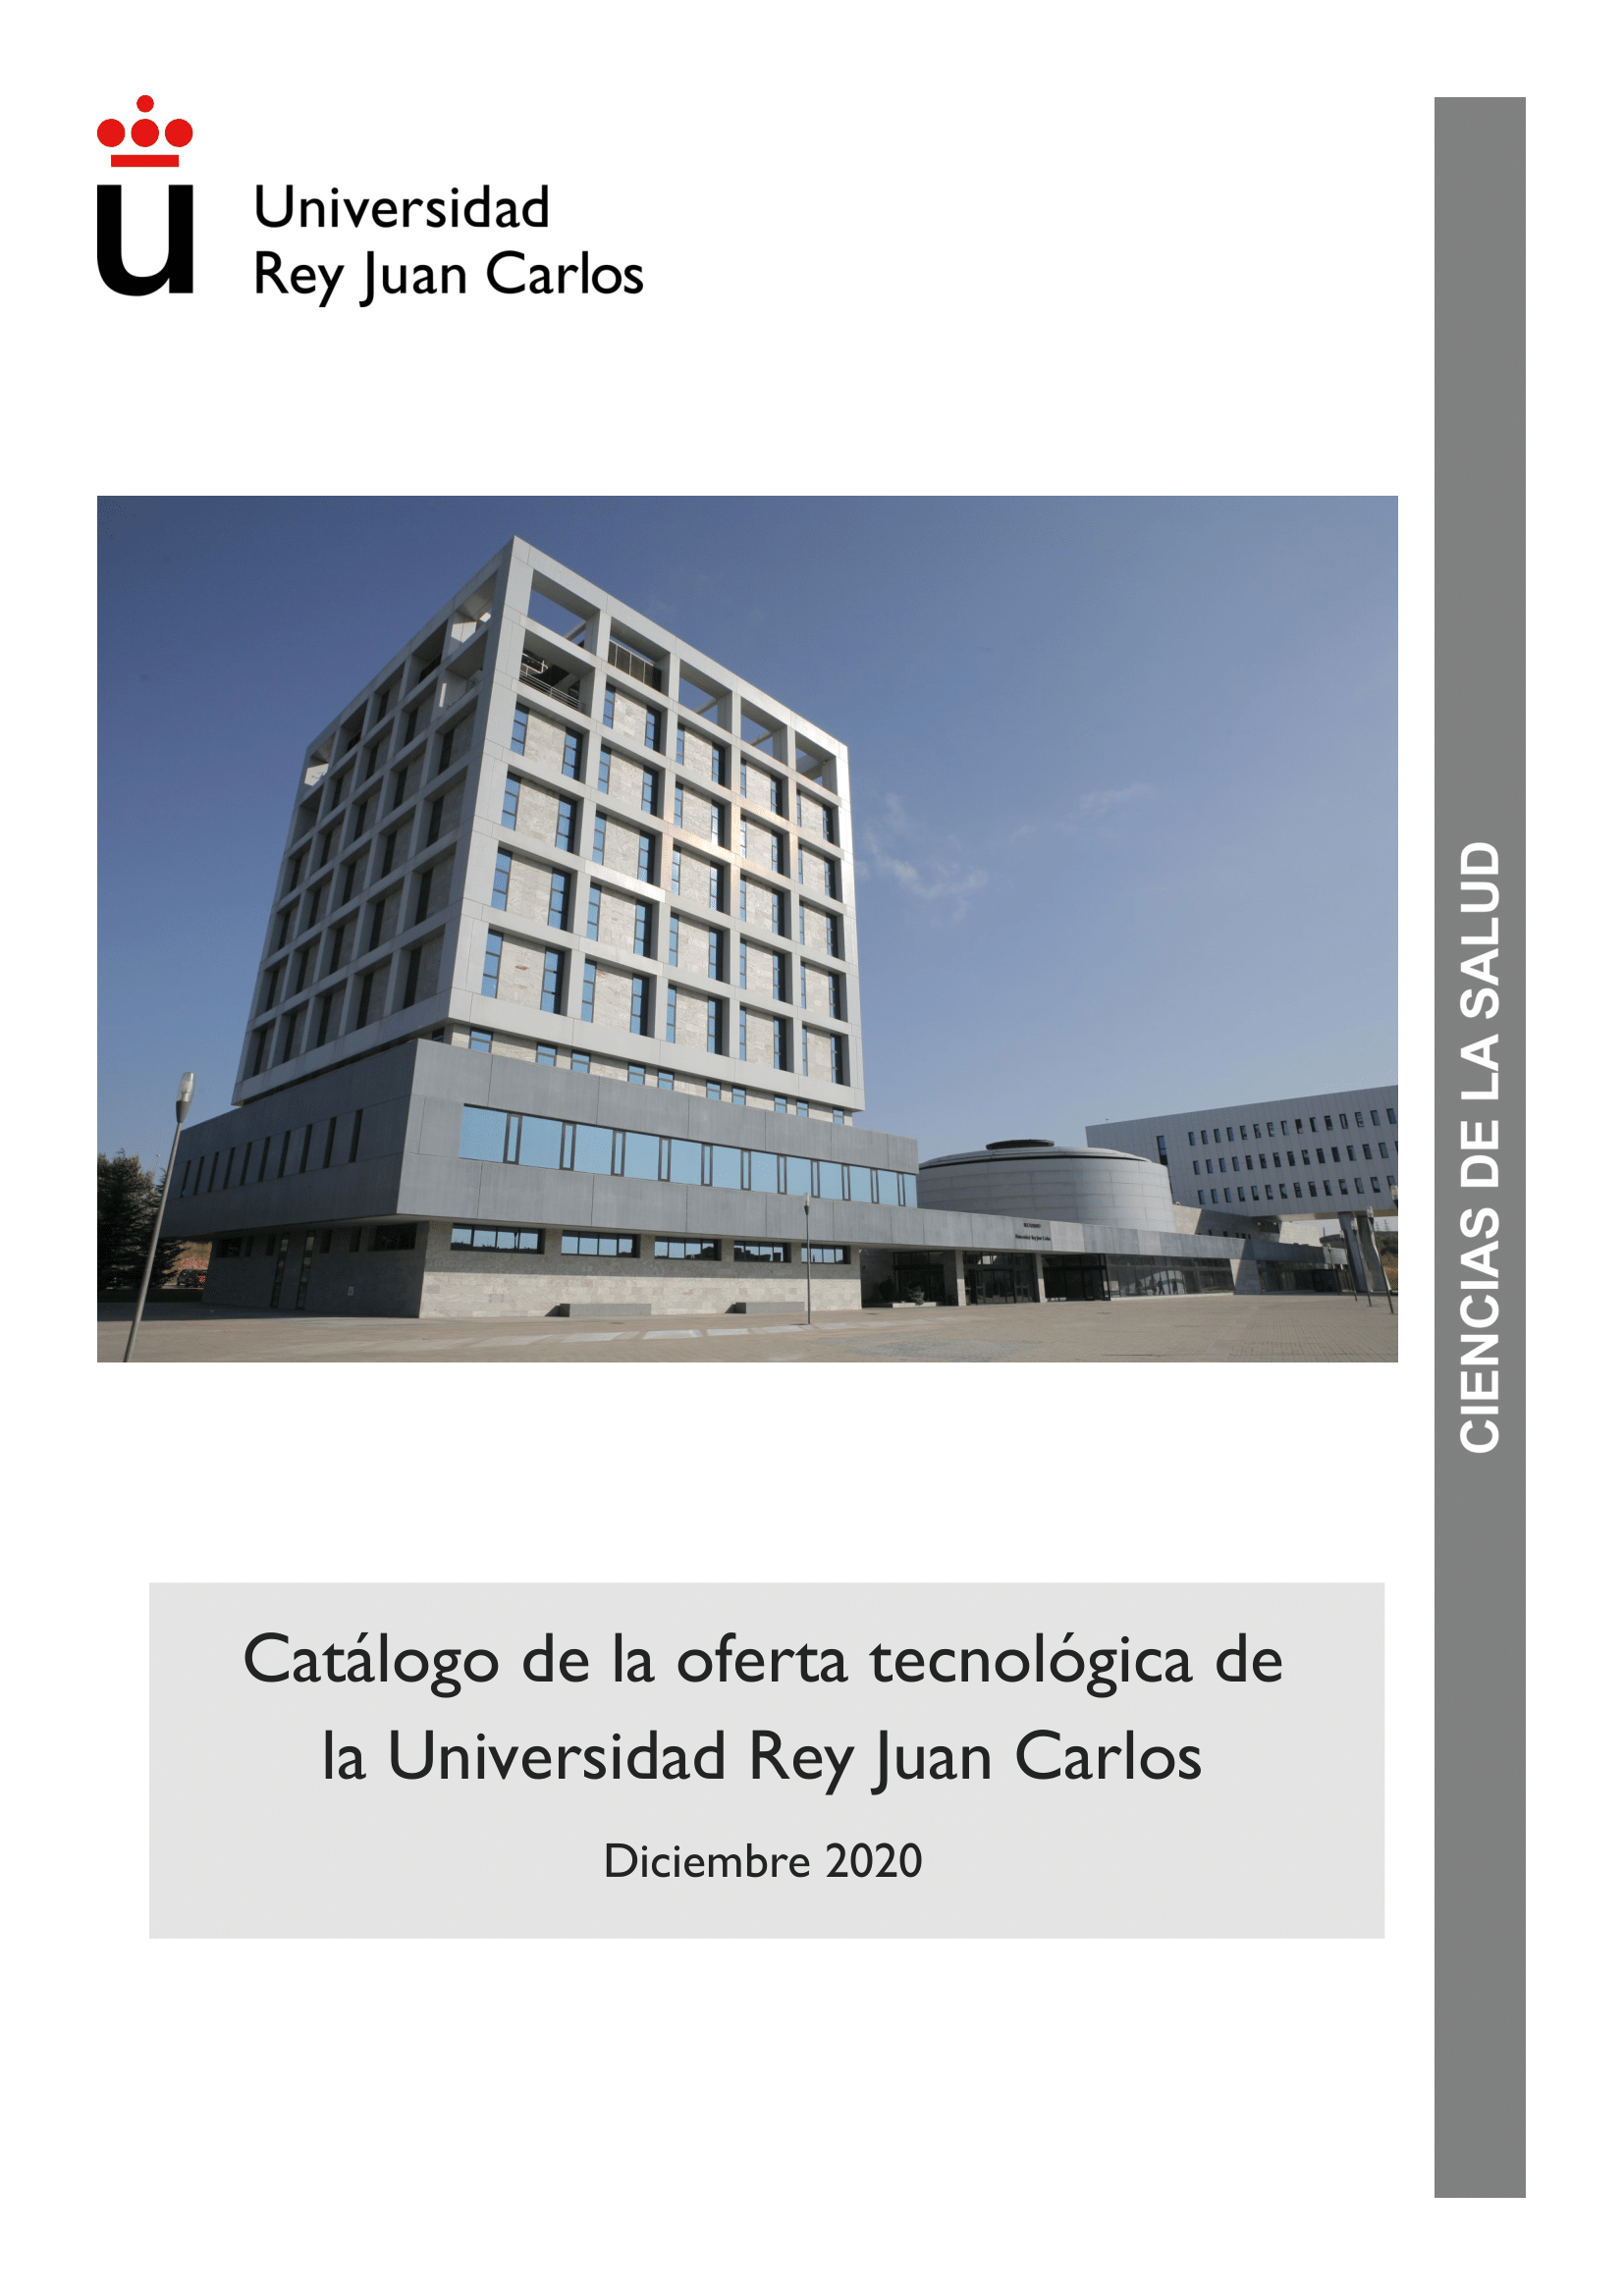 u
Universidad
Rey Juan Carlos
CIENCIAS DE LA SALUD
Catálogo de la oferta tecnológica de
la Universidad Rey Juan Carlos
Diciembre 2020